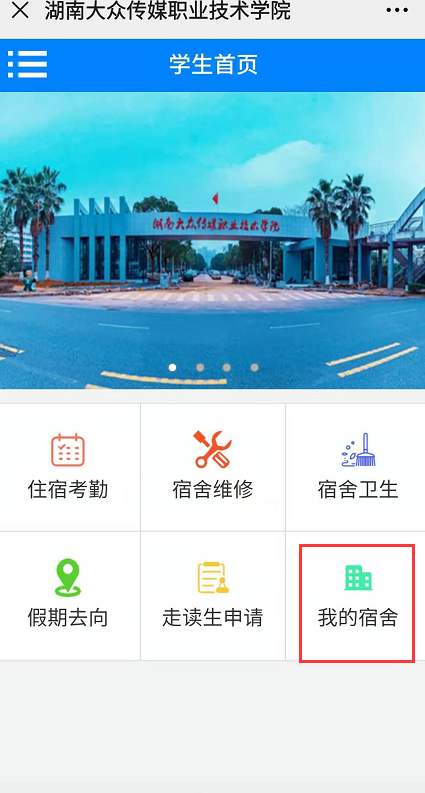 湖南大众传媒职业技术学院
学生首页
湖南大众传媒职业技术学院
住宿考勤
宿舍维修
宿舍卫生
假期去向
走读生申请
我的宿舍